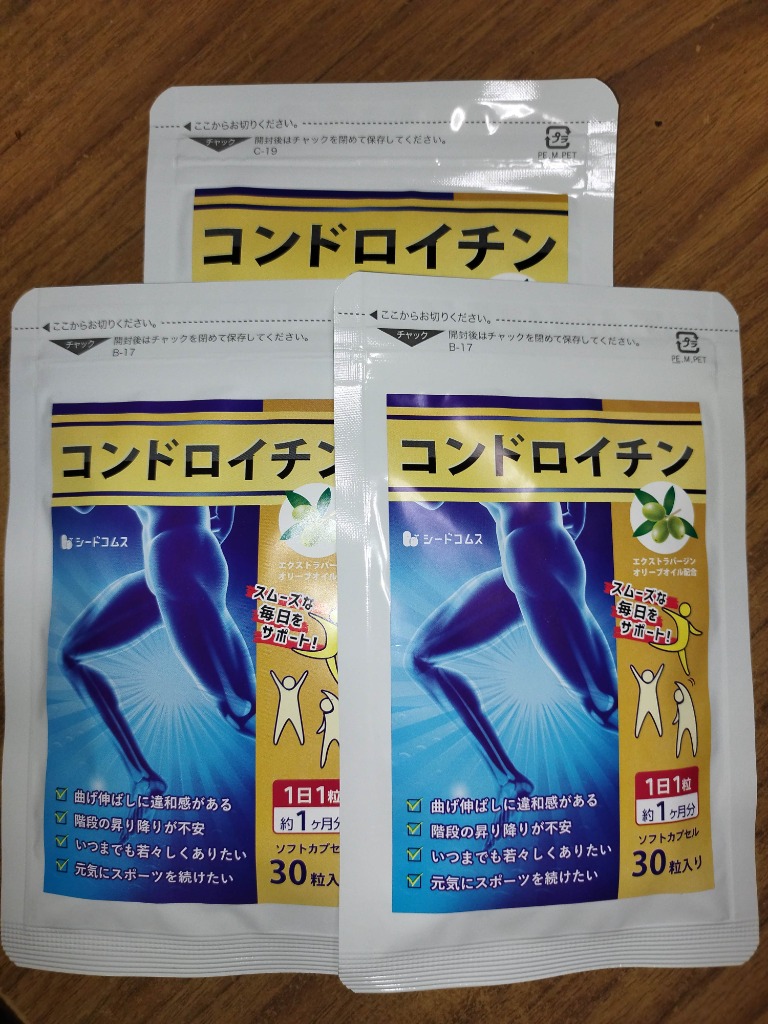 ここからお切りください。
チャック
開封後はチャックを閉めて保存してください。
C-19
プラ
PE.M.PET
コンドロイチン
ここからお切りください。
チャック
開封後はチャックを閉めて保存してください。
B-17
コンドロイチン
シードコムス
エクストラバージン
オリーブオイル配
スムーズな
毎日を
サポート!
曲げ伸ばしに違和感がある
階段の昇り降りが不安
いつまでも若々しくありたい
元気にスポーツを続けたい
1日1粒
約1ヶ月分
ソフトカプセル
30粒入
ここからお切りください。
チャック
開封後はチャックを閉めて保存してください。
B-17
プラ
PE.M.PET
コンドロイチン
シードコムス
エクストラバージン
オリーブオイル配合
スムーズな
毎日を
サポート!
曲げ伸ばしに違和感がある
階段の昇り降りが不安
いつまでも若々しくありたい
元気にスポーツを続けたい
1日1粒
約1ヶ月分
ソフトカプセル
30粒入り